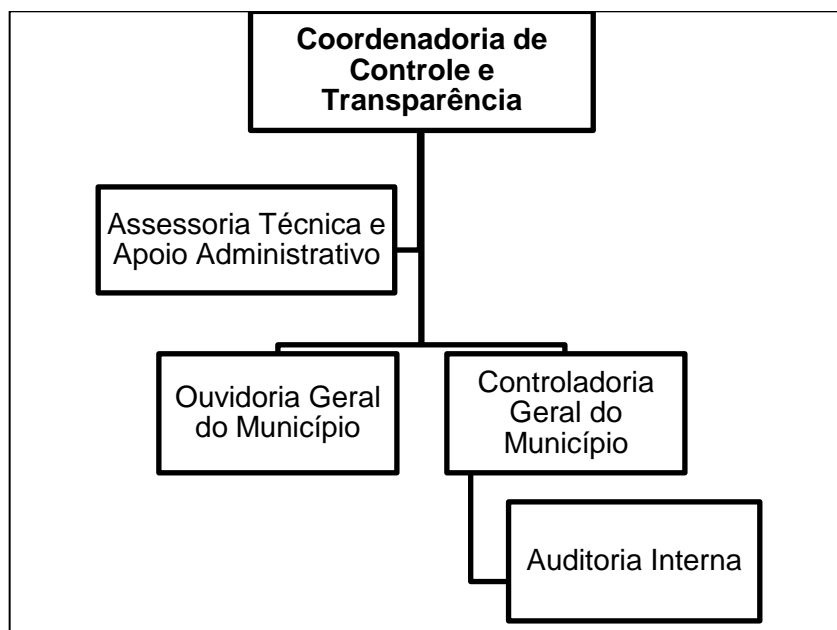 Coordenadoria de
Controle e
Transparência
Assessoria Técnica e
Apoio Administrativo
Ouvidoria Geral
do Município
Controladoria
Geral do
Município
Auditoria Interna